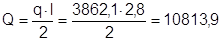 Q = q·l/2 = 3862,1·2,8/2 = 10813,9